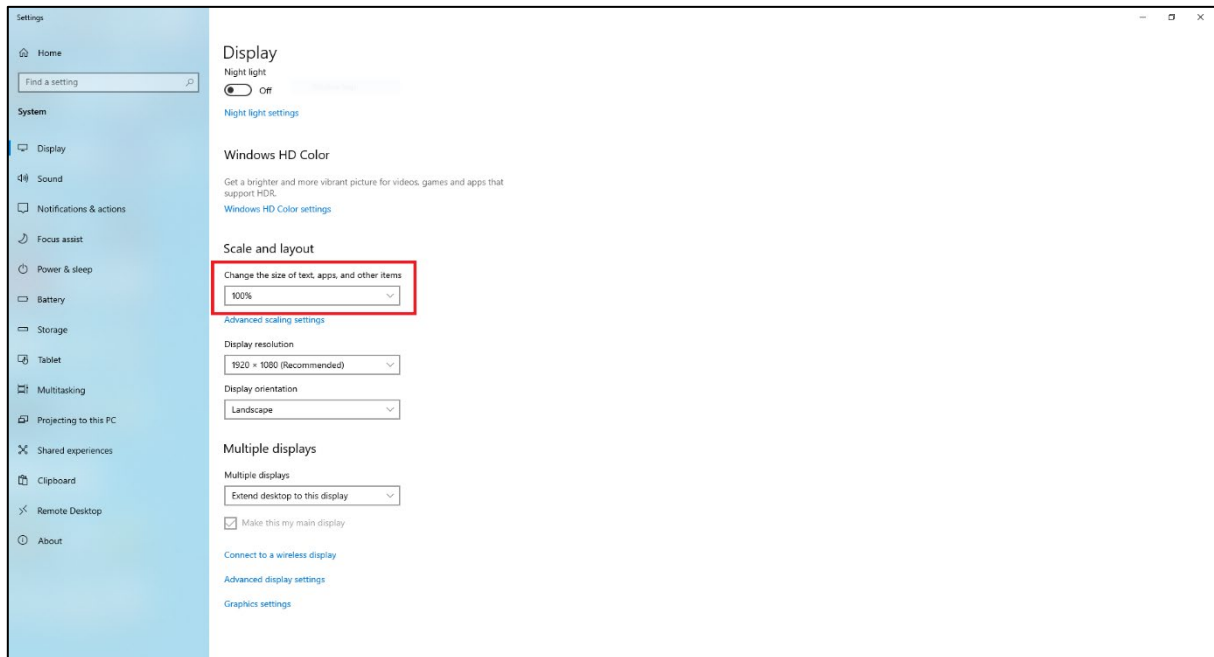 Settings
Home
Find a setting
System
Display
Sound
Notifications & actions
Focus assist
Power & sleep
Battery
Storage
Tablet
Multitasking
Projecting to this PC
Shared experiences
Clipboard
Remote Desktop
About
Display
Night light
Off
Night light settings
Windows HD Color
Get a brighter and more vibrant picture for videos, games and apps that
support HDR.
Windows HD Color settings
Scale and layout
Change the size of text, apps, and other items
100%
Advanced scaling settings
Display resolution
1920 × 1080 (Recommended)
Display orientation
Landscape
Multiple displays
Multiple displays
Extend desktop to this display
Make this my main display
Connect to a wireless display
Advanced display settings
Graphics settings